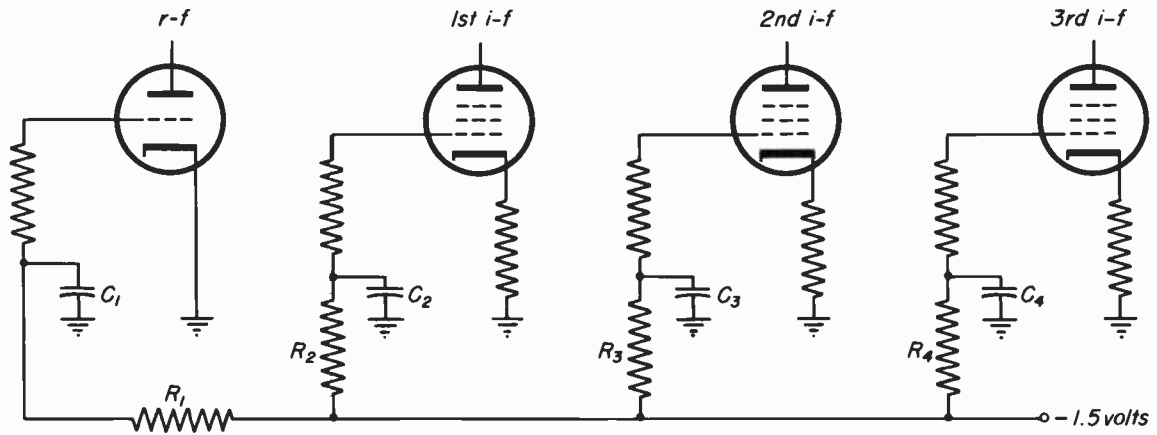 r-f
1st i-f
2nd i-f
3rd i-f
C₁
C₂
C₃
C₄
R₂
R₃
R₄
R₁
-1.5 volts